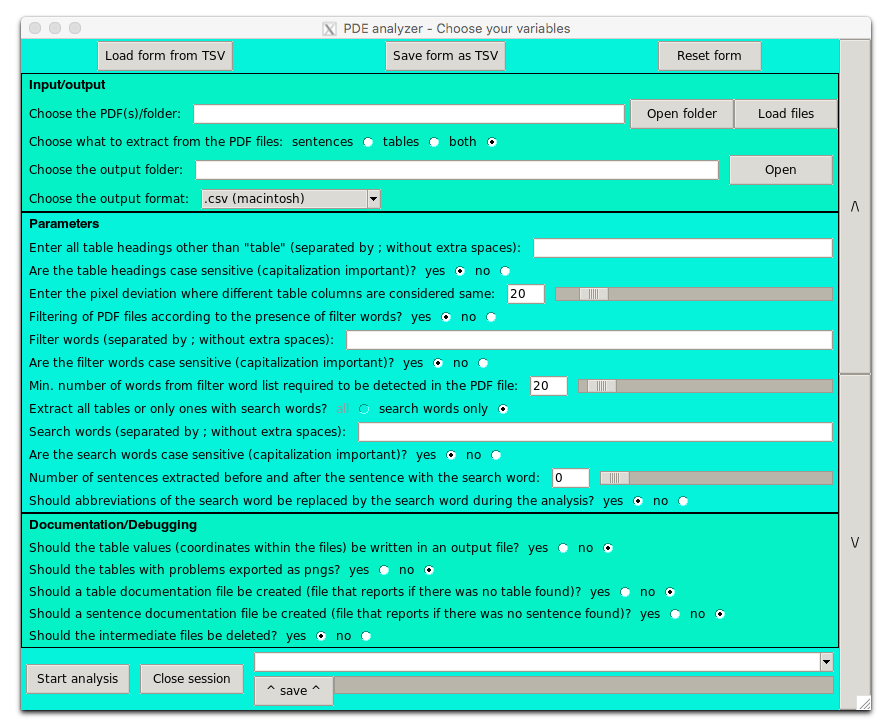 PDE analyzer - Choose your variables
Load form from TSV Save form as TSV Reset form
Input/output
Choose the PDF(s)/folder: Open folder Load files
Choose what to extract from the PDF files: sentences tables both
Choose the output folder: Open
Choose the output format: .csv (macintosh)
Parameters
Enter all table headings other than "table" (separated by ; without extra spaces):
Are the table headings case sensitive (capitalization important)? yes no
Enter the pixel deviation where different table columns are considered same: 20
Filtering of PDF files according to the presence of filter words? yes no
Filter words (separated by ; without extra spaces):
Are the filter words case sensitive (capitalization important)? yes no
Min. number of words from filter word list required to be detected in the PDF file: 20
Extract all tables or only ones with search words? all search words only
Search words (separated by ; without extra spaces):
Are the search words case sensitive (capitalization important)? yes no
Number of sentences extracted before and after the sentence with the search word: 0
Should abbreviations of the search word be replaced by the search word during the analysis? yes no
Documentation/Debugging
Should the table values (coordinates within the files) be written in an output file? yes no
Should the tables with problems exported as pngs? yes no
Should a table documentation file be created (file that reports if there was no table found)? yes no
Should a sentence documentation file be created (file that reports if there was no sentence found)? yes no
Should the intermediate files be deleted? yes no
Start analysis Close session
^ save ^
/\
\/